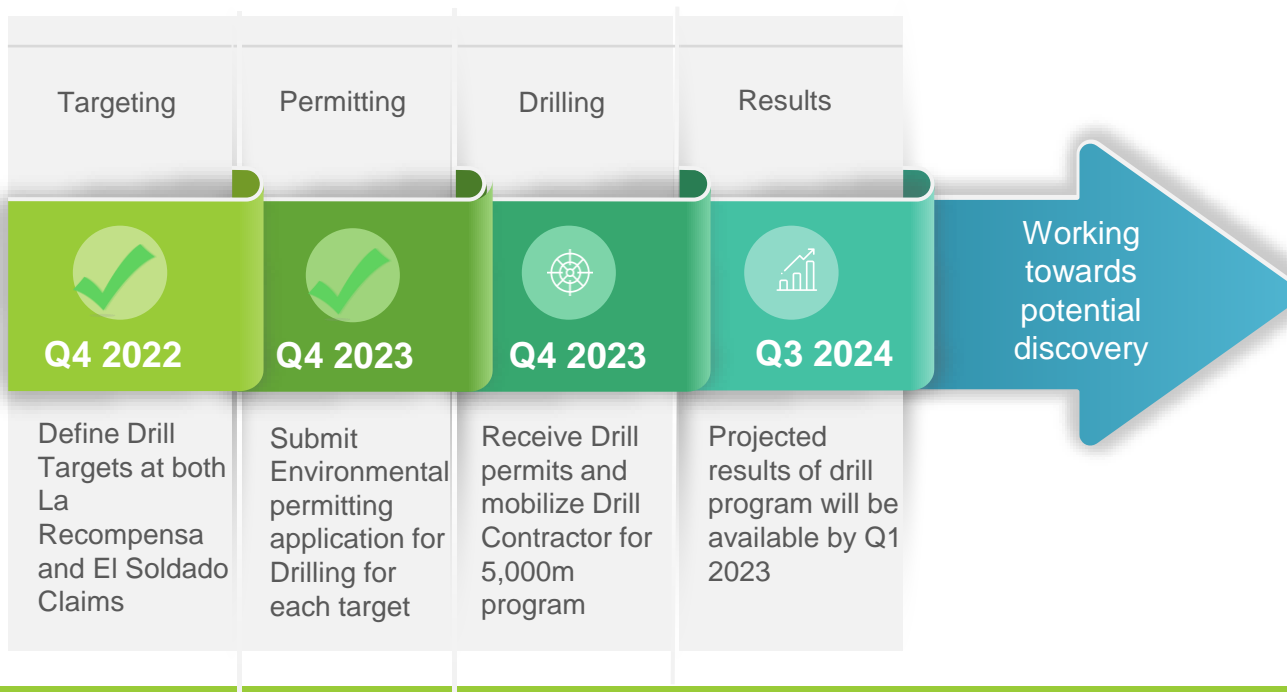 Targeting
Permitting
Drilling
Results
Q4 2022
Q4 2023
Q4 2023
Q3 2024
Working
towards
potential
discovery
Define Drill
Targets at both
La
Recompensa
and El Soldado
Claims
Submit
Environmental
permitting
application for
Drilling for
each target
Receive Drill
permits and
mobilize Drill
Contractor for
5,000m
program
Projected
results of drill
program will be
available by Q1
2023